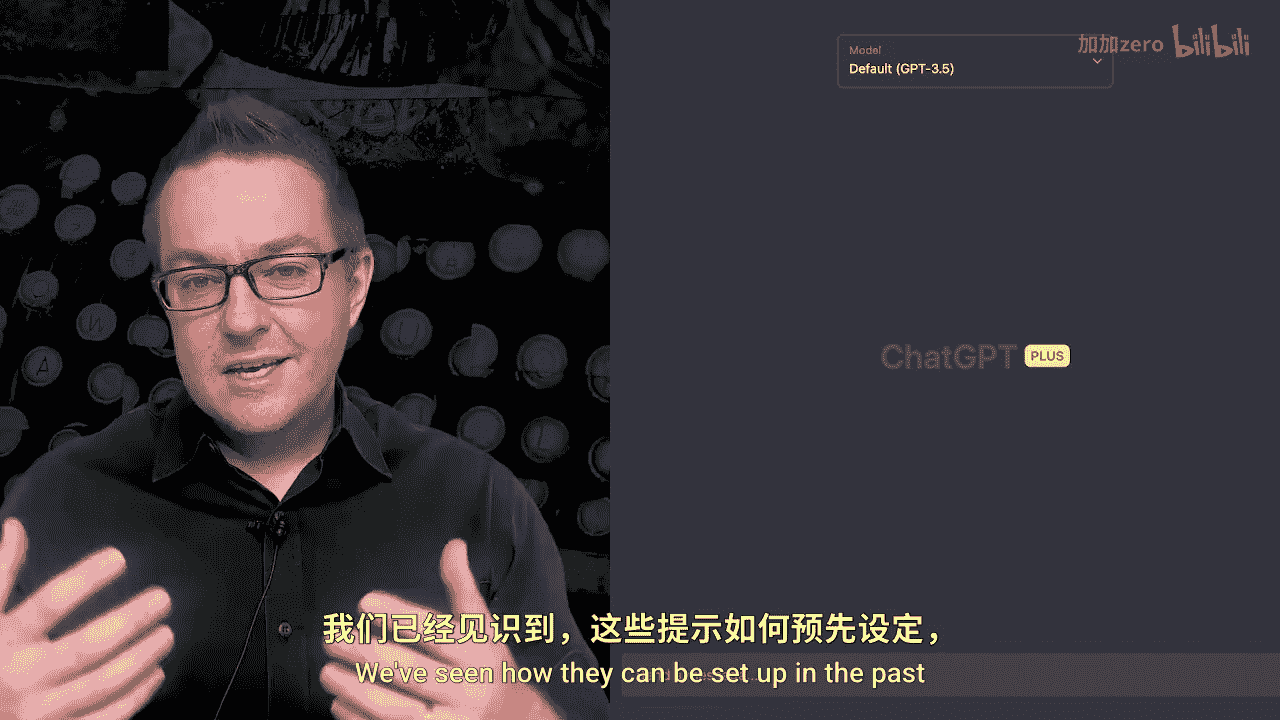 加加zero bilibili
Model
Default (GPT-3.5)
ChatGPT PLUS
我们已经见识到，这些提示如何预先设定，
We've seen how they can be set up in the past